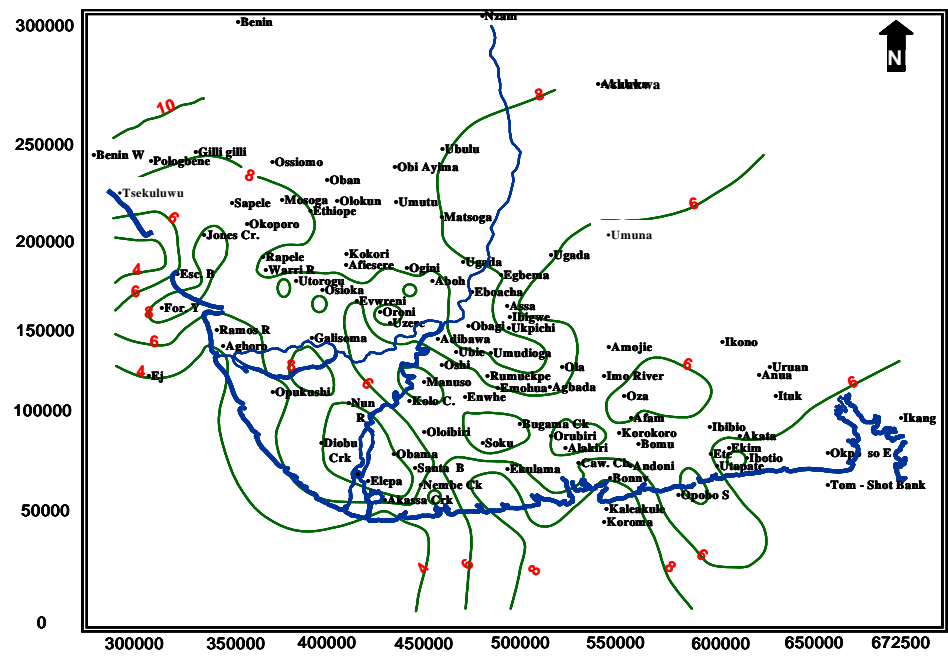 300000
250000
200000
150000
100000
50000
0
300000
350000
400000
450000
500000
550000
600000
650000
672500
N
Benin
Nzam
10
8
Benin W
Pologbene
Gilli gilli
Ossiomo
8
Oban
Obi Ayima
Ubulu
Tsekuluwu
Sapele
Mosoga
Olokun
Ethiope
Umutu
Matsoga
6
6
Okoporo
Jones Cr.
Umuna
4
Esc. B
Rapele
Warri R
Kokori
Afiesere
Ogini
Ugada
Ugada
Egbema
6
Utorogu
Osioka
Aboh
Eboacha
8
For. Y
Evwreni
Oroni
Uzere
Assa
Ibigwe
Ukpichi
Obagi
6
Ramos R
Aghoro
Galisoma
Adibawa
Ubie
Umudioga
Amojie
Ikono
4
Ej
8
Oshi
Ola
6
Uruan
Anua
6
Opukushi
6
Manuso
Rumuekpe
Emohua
Agbada
Imo River
Nun
R.
Kolo C.
Enwhe
Oza
Ituk
Oloibiri
Bugama Ck
Afam
Ikang
Diobu
Crk
Soku
Orubiri
Alakiri
Korokoro
Bomu
Ibibio
Akata
Obama
Ete
Ekim
Ibotio
Utapate
Okpo so E
Santa B
Ekulama
Caw. Ch.
Andoni
Elepa
Nembe Ck
Bonny
Tom - Shot Bank
Akassa Crk
Opobo S
Kaleakule
Koroma
4
6
8
8
6